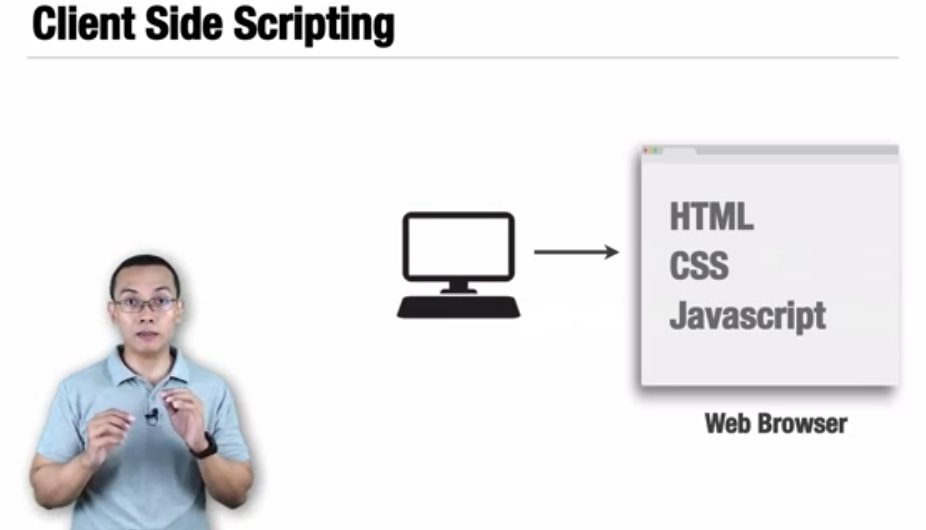 Client Side Scripting
HTML
CSS
Javascript
Web Browser